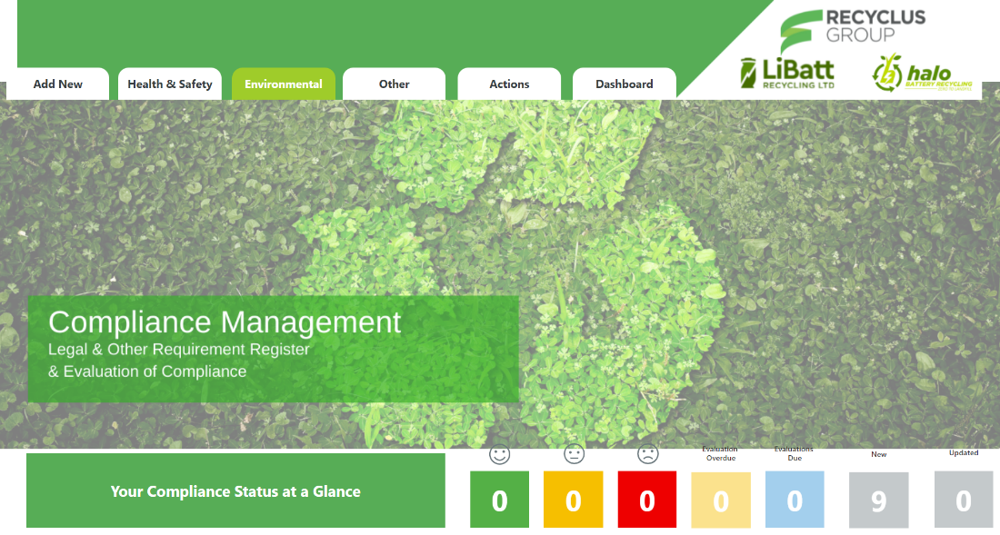 RECYCLUS
GROUP
LiBatt
RECYCLING LTD
halo
BATTERY RECYCLING
Add New
Health & Safety
Environmental
Other
Actions
Dashboard
Compliance Management
Legal & Other Requirement Register
& Evaluation of Compliance
Your Compliance Status at a Glance
Evaluation
Overdue
Evaluations
Due
New
Updated
0
0
0
0
0
9
0